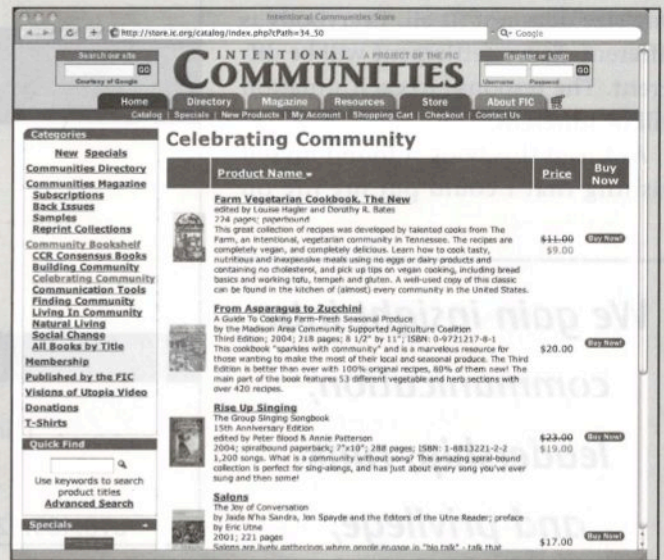 Intentional Communities Store
http://store.ic.org/catalog/index.php?cPath=34_50
Google
Search our site
GO
Courtesy of Google
INTENTIONAL
A PROJECT OF THE FIC
COMMUNITIES
Register or Login
GO
Username Password
Home Directory Magazine Resources Store About FIC
Catalog | Specials | New Products | My Account | Shopping Cart | Checkout | Contact Us
Categories
New Specials
Communities Directory
Communities Magazine
Subscriptions
Back Issues
Samples
Reprint Collections
Community Bookshelf
CCR Consensus Books
Building Community
Celebrating Community
Communication Tools
Finding Community
Living In Community
Natural Living
Social Change
All Books by Title
Membership
Published by the FIC
Visions of Utopia Video
Donations
T-Shirts
Quick Find
Use keywords to search
product titles
Advanced Search
Specials
Celebrating Community
Product Name Price Buy
Now
Farm Vegetarian Cookbook, The New
edited by Louise Hagler and Dorothy R. Bates
224 pages; paperbound
This great collection of recipes was developed by talented cooks from The
Farm, an intentional, vegetarian community in Tennessee. The recipes are
completely vegan, and completely delicious. Learn how to cook tasty,
nutritious and inexpensive meals using no eggs or dairy products and
containing no cholesterol, and pick up tips on vegan cooking, including bread
basics and working tofu, tempeh and gluten. A well-used copy of this classic
can be found in the kitchen of (almost) every community in the United States.
$11.00
$9.00
Buy Now!
From Asparagus to Zucchini
A Guide To Cooking Farm-Fresh Seasonal Produce
by the Madison Area Community Supported Agriculture Coalition
Third Edition; 2004; 218 pages; 8 1/2" by 11"; ISBN: 0-9721217-8-1
This cookbook "sparkles with community" and is a marvelous resource for
those wanting to make the most of their local and seasonal produce. The Third
Edition is better than ever with 100% original recipes, 80% of them new! The
main part of the book features 53 different vegetable and herb sections with
over 420 recipes.
$20.00
Buy Now!
Rise Up Singing
The Group Singing Songbook
15th Anniversary Edition
edited by Peter Blood & Annie Patterson
2004; spiralbound paperback; 7"x10"; 288 pages; ISBN: 1-8813221-2-2
1,200 songs. What is a community without song? The amazing spiral-bound
collection is perfect for sing-alongs, and has just about every song you've ever
sung and then some!
$23.00
$19.00
Buy Now!
Salons
The Joy of Conversation
by Jaida N'ha Sandra, Jon Spayde and the Editors of the Utne Reader; preface
by Eric Utne
2001; 221 pages
Salons are lively gatherings where people engage in "big talk" - talk that
$17.00
Buy Now!